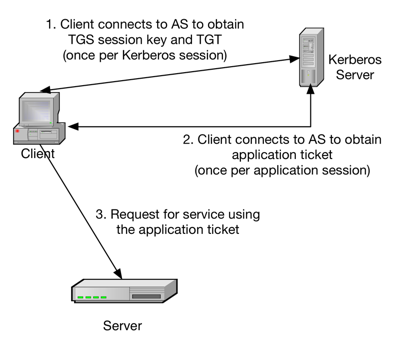 1. Client connects to AS to obtain
TGS session key and TGT
(once per Kerberos session)
Kerberos
Server
Client
2. Client connects to AS to obtain
application ticket
(once per application session)
3. Request for service using
the application ticket
Server